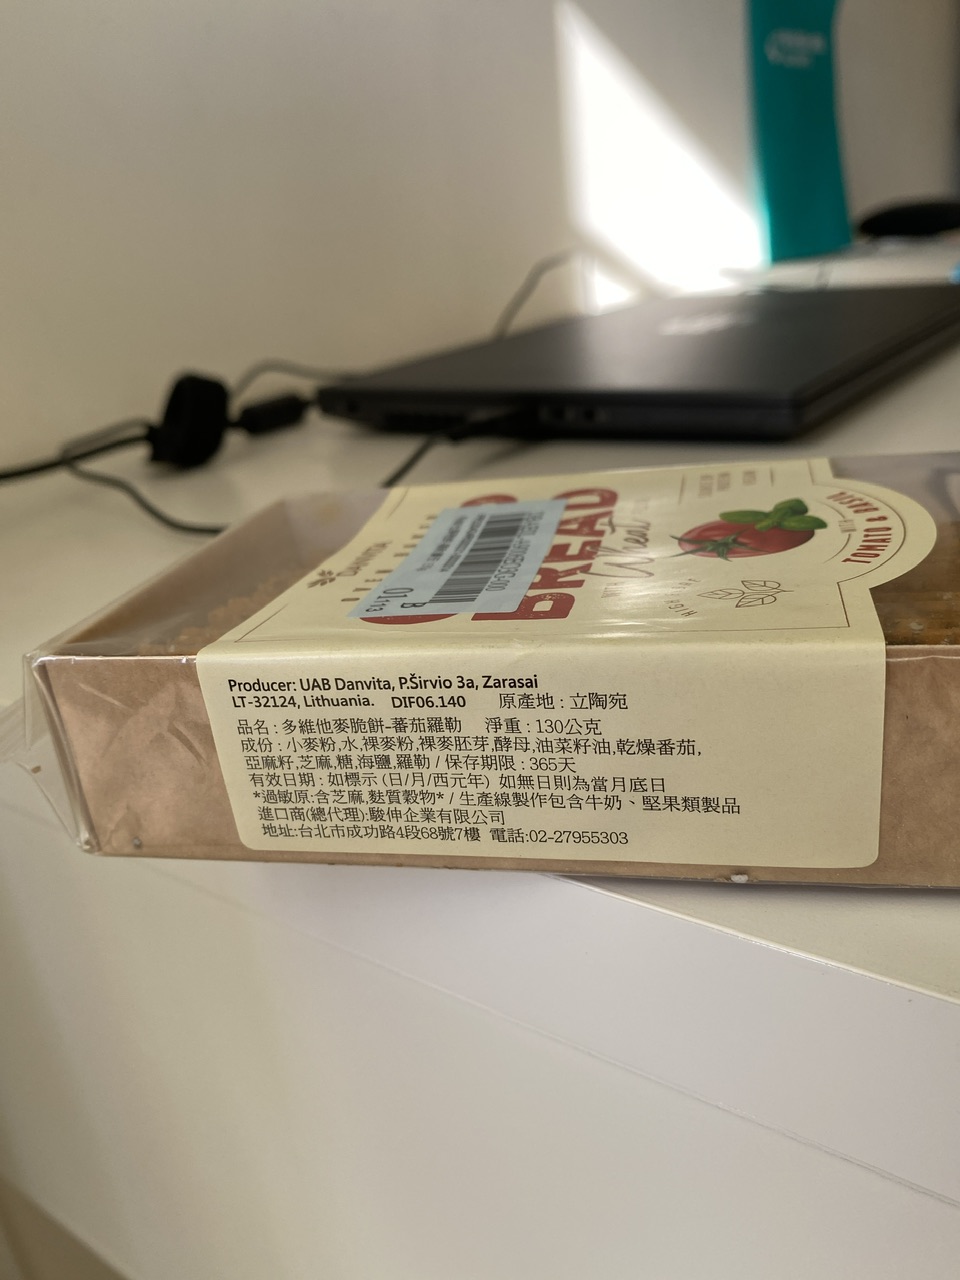 DANVITA
BREAD
Wheat
HIGH
TOMATO &
01113
B
Producer: UAB Danvita, P.Širvio 3a, Zarasai
LT-32124, Lithuania. DIF06.140 原產地 : 立陶宛
品名 : 多維他麥脆餅-蕃茄羅勒 淨重 : 130公克
成份 : 小麥粉,水,裸麥粉,裸麥胚芽,酵母,油菜籽油,乾燥番茄,
亞麻籽,芝麻,糖,海鹽,羅勒 / 保存期限 : 365天
有效日期 : 如標示 (日/月/西元年) 如無日則為當月底日
*過敏原:含芝麻,麩質穀物* / 生產線製作包含牛奶、堅果類製品
進口商(總代理):駿伸企業有限公司
地址:台北市成功路4段68號7樓 電話:02-27955303